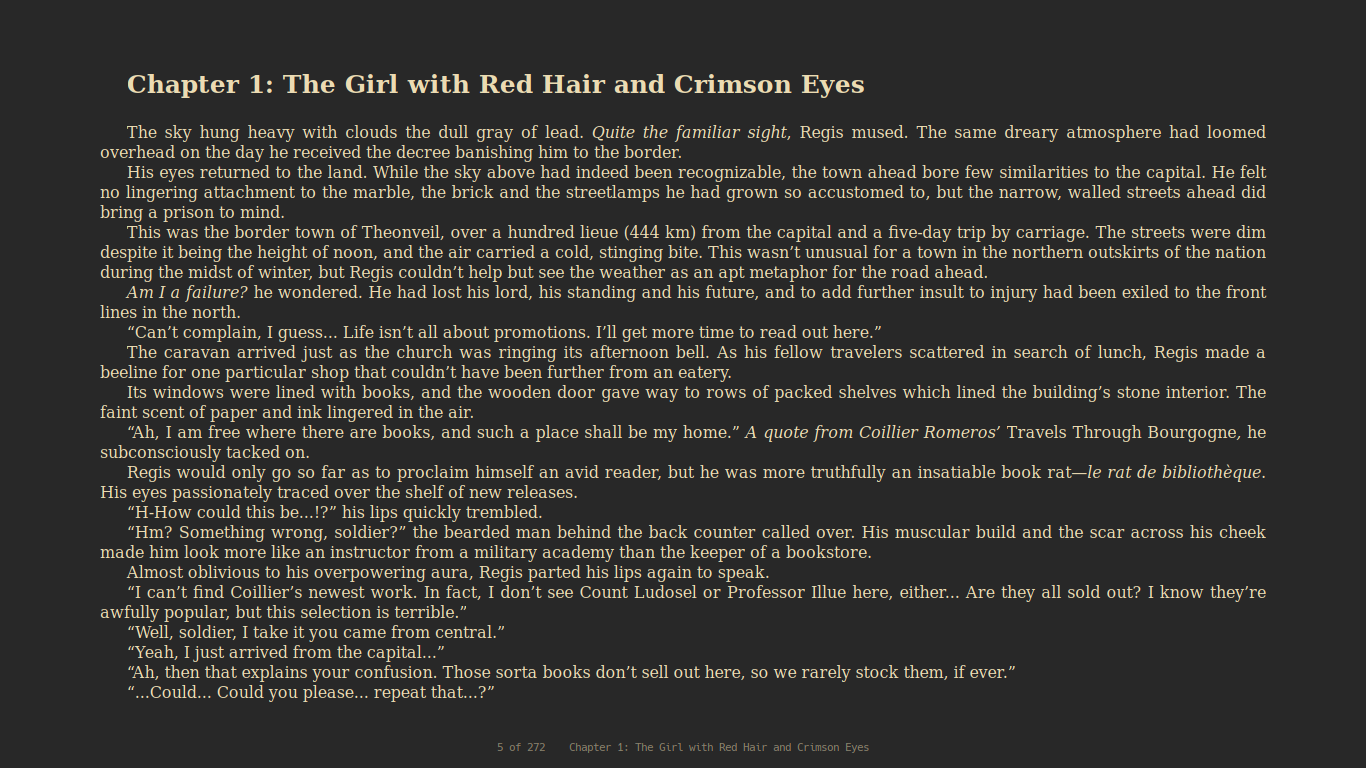 Chapter 1: The Girl with Red Hair and Crimson Eyes
The sky hung heavy with clouds the dull gray of lead. Quite the familiar sight, Regis mused. The same dreary atmosphere had loomed
overhead on the day he received the decree banishing him to the border.
His eyes returned to the land. While the sky above had indeed been recognizable, the town ahead bore few similarities to the capital. He felt
no lingering attachment to the marble, the brick and the streetlamps he had grown so accustomed to, but the narrow, walled streets ahead did
bring a prison to mind.
This was the border town of Theonveil, over a hundred lieue (444 km) from the capital and a five-day trip by carriage. The streets were dim
despite it being the height of noon, and the air carried a cold, stinging bite. This wasn’t unusual for a town in the northern outskirts of the nation
during the midst of winter, but Regis couldn’t help but see the weather as an apt metaphor for the road ahead.
Am I a failure? he wondered. He had lost his lord, his standing and his future, and to add further insult to injury had been exiled to the front
lines in the north.
“Can’t complain, I guess... Life isn’t all about promotions. I’ll get more time to read out here.”
The caravan arrived just as the church was ringing its afternoon bell. As his fellow travelers scattered in search of lunch, Regis made a
beeline for one particular shop that couldn’t have been further from an eatery.
Its windows were lined with books, and the wooden door gave way to rows of packed shelves which lined the building’s stone interior. The
faint scent of paper and ink lingered in the air.
“Ah, I am free where there are books, and such a place shall be my home.” A quote from Coillier Romeros’ Travels Through Bourgogne, he
subconsciously tacked on.
Regis would only go so far as to proclaim himself an avid reader, but he was more truthfully an insatiable book rat—le rat de bibliothèque.
His eyes passionately traced over the shelf of new releases.
“H-How could this be...!?” his lips quickly trembled.
“Hm? Something wrong, soldier?” the bearded man behind the back counter called over. His muscular build and the scar across his cheek
made him look more like an instructor from a military academy than the keeper of a bookstore.
Almost oblivious to his overpowering aura, Regis parted his lips again to speak.
“I can’t find Coillier’s newest work. In fact, I don’t see Count Ludosel or Professor Illue here, either... Are they all sold out? I know they’re
awfully popular, but this selection is terrible.”
“Well, soldier, I take it you came from central.”
“Yeah, I just arrived from the capital...”
“Ah, then that explains your confusion. Those sorta books don’t sell out here, so we rarely stock them, if ever.”
“...Could... Could you please... repeat that...?”
5 of 272 Chapter 1: The Girl with Red Hair and Crimson Eyes